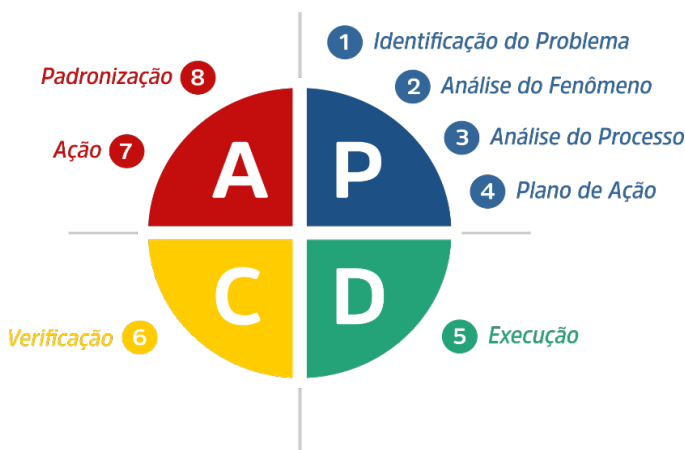 1 Identificação do Problema
2 Análise do Fenômeno
3 Análise do Processo
4 Plano de Ação
5 Execução
6 Verificação
7 Ação
8 Padronização
A P
C D